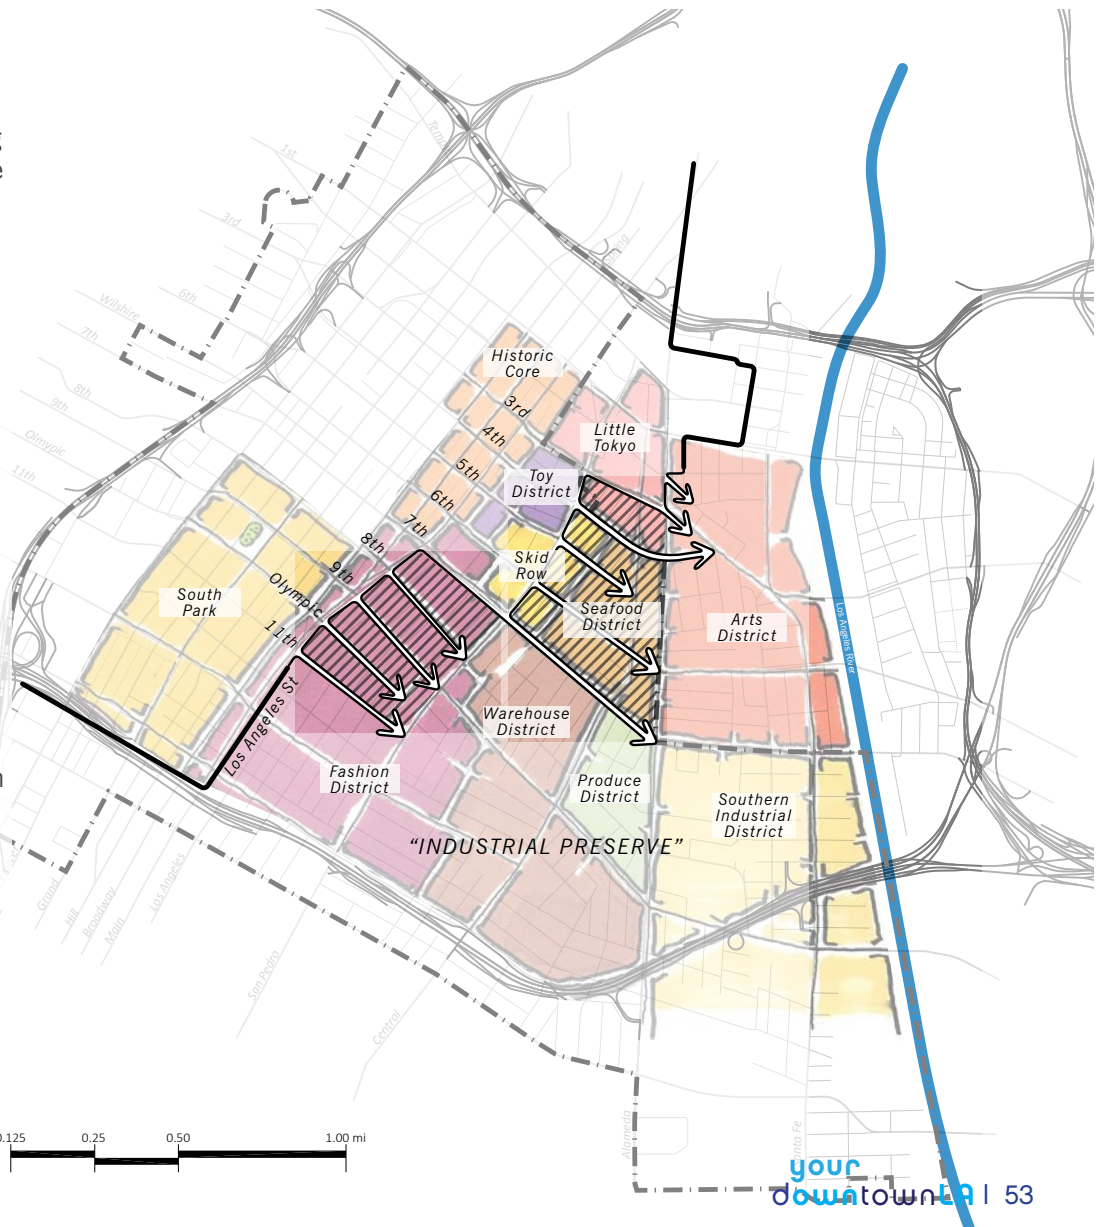 Temple
1st
3rd
Spring
6th
Wilshire
7th
8th
9th
Olympic
11th
Historic
Core
3rd
4th
5th
6th
7th
8th
9th
Olympic
11th
Little
Tokyo
Toy
District
Skid
Row
South
Park
Seafood
District
Arts
District
Los Angeles River
Los Angeles St
Warehouse
District
Fashion
District
Produce
District
Southern
Industrial
District
“INDUSTRIAL PRESERVE”
Grand
Hill
Broadway
Main
Los Angeles
San Pedro
Central
Alameda
0.125 0.25 0.50 1.00 mi
your
downtownLA | 53